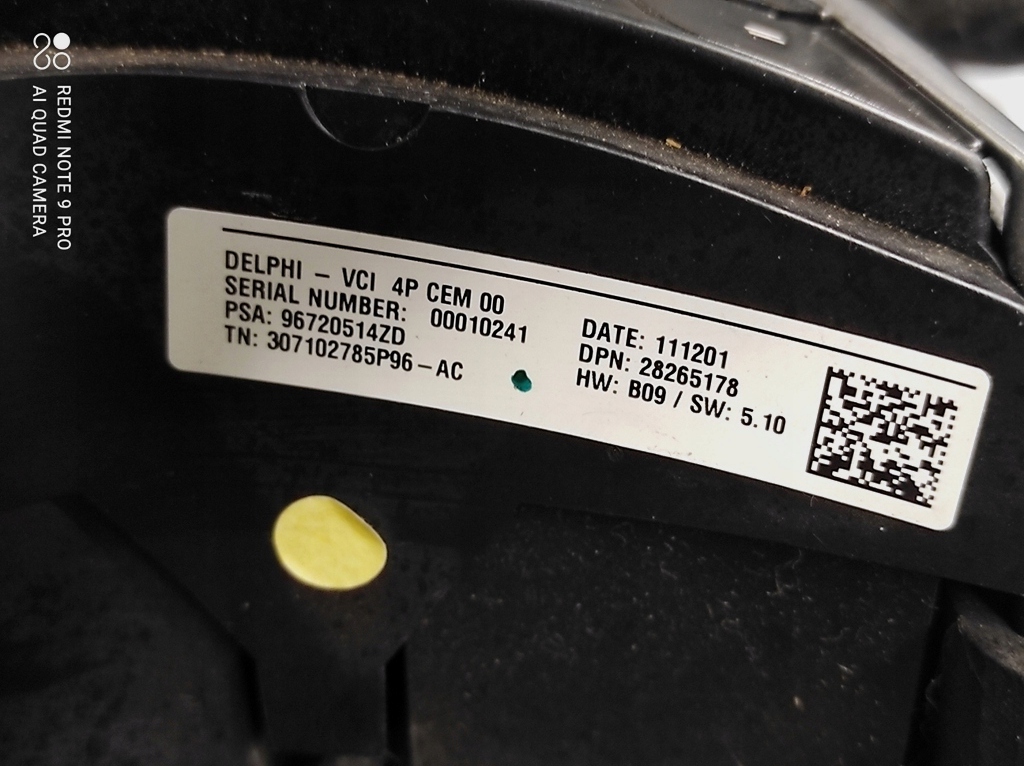 REDMI NOTE 9 PRO
AI QUAD CAMERA
DELPHI – VCI 4P CEM 00
SERIAL NUMBER: 00010241
PSA: 96720514ZD
TN: 307102785P96–AC
DATE: 111201
DPN: 28265178
HW: B09 / SW: 5.10